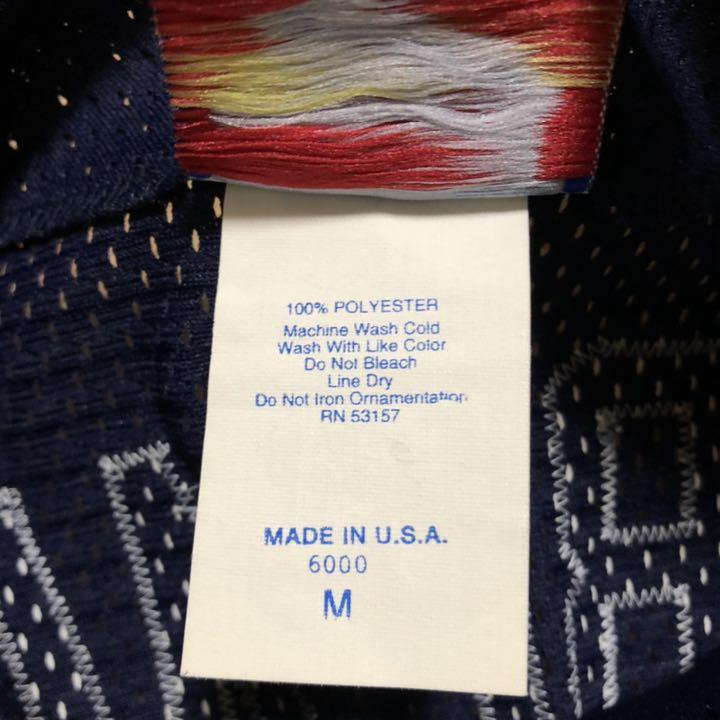 100% POLYESTER
Machine Wash Cold
Wash With Like Color
Do Not Bleach
Line Dry
Do Not Iron Ornamentation
RN 53157
MADE IN U.S.A.
6000
M